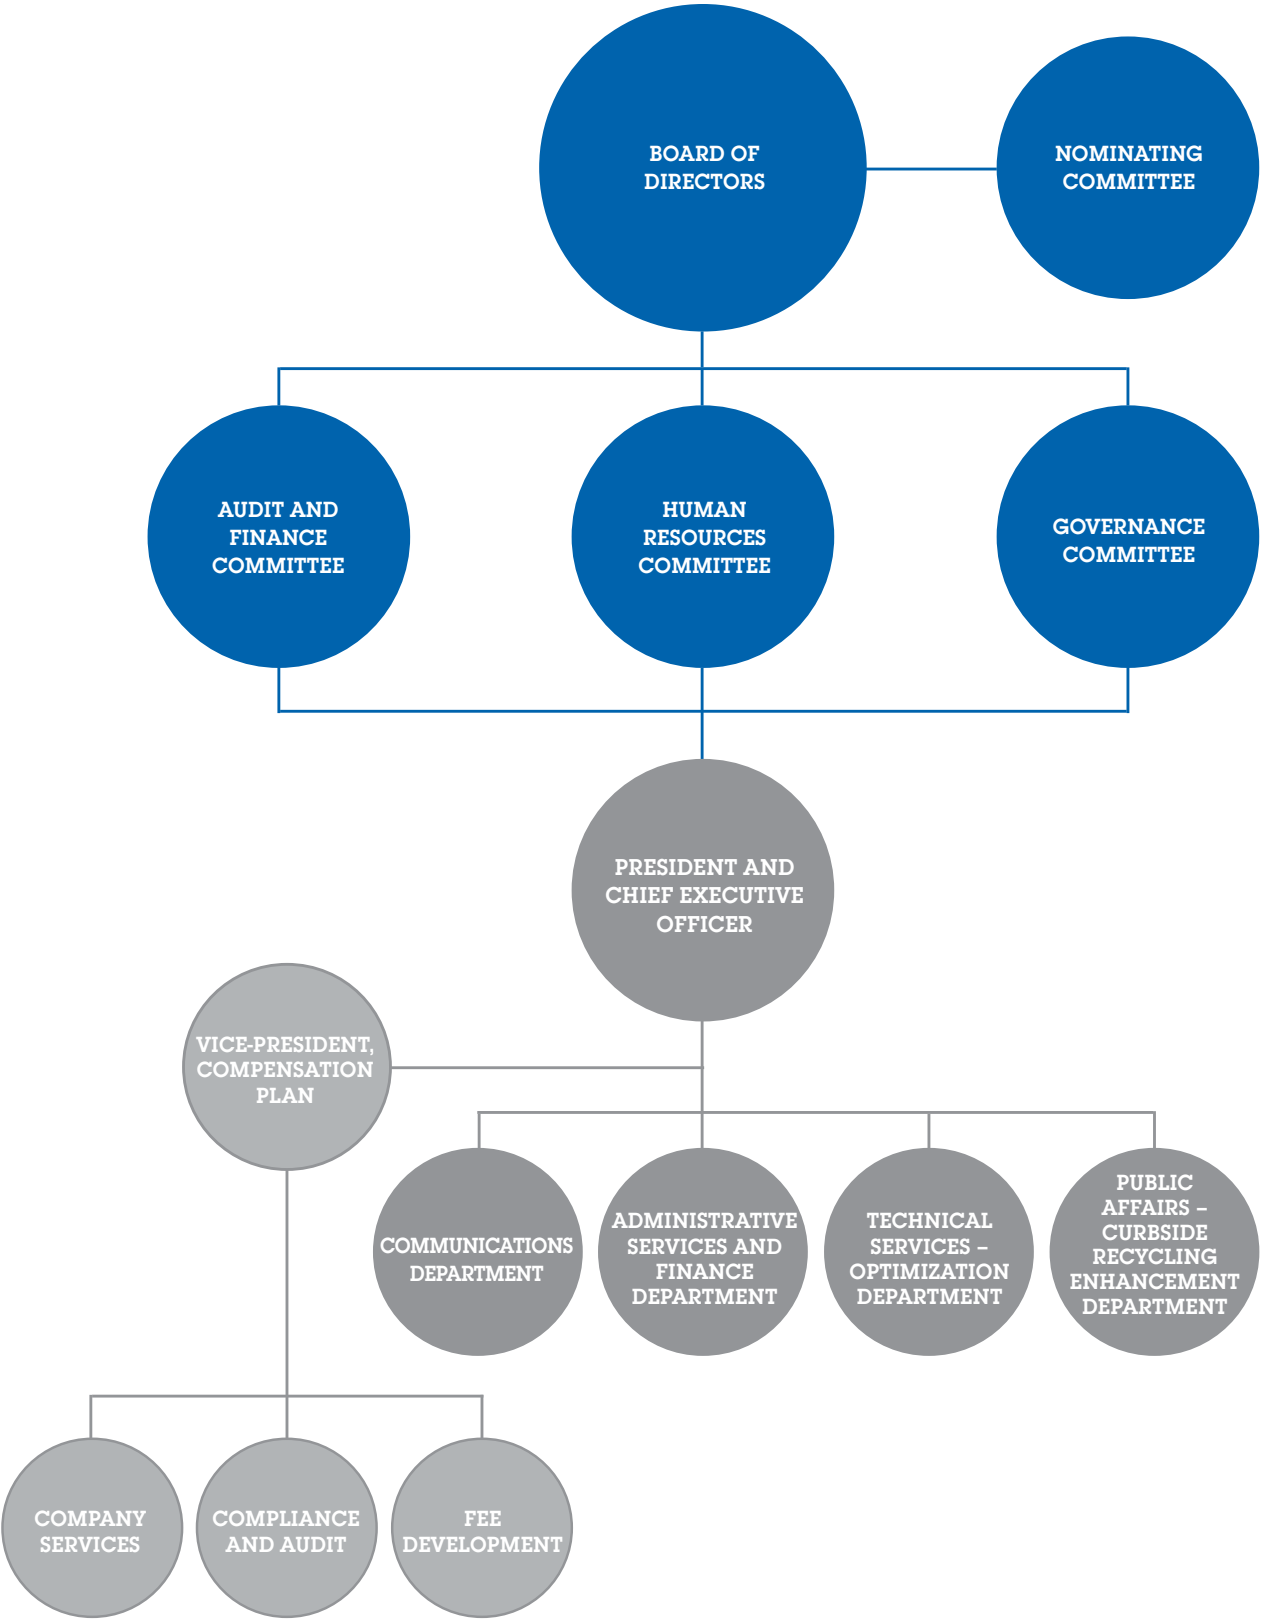 BOARD OF
DIRECTORS
NOMINATING
COMMITTEE
AUDIT AND
FINANCE
COMMITTEE
HUMAN
RESOURCES
COMMITTEE
GOVERNANCE
COMMITTEE
PRESIDENT AND
CHIEF EXECUTIVE
OFFICER
VICE-PRESIDENT,
COMPENSATION
PLAN
COMMUNICATIONS
DEPARTMENT
ADMINISTRATIVE
SERVICES AND
FINANCE
DEPARTMENT
TECHNICAL
SERVICES –
OPTIMIZATION
DEPARTMENT
PUBLIC
AFFAIRS –
CURBSIDE
RECYCLING
ENHANCEMENT
DEPARTMENT
COMPANY
SERVICES
COMPLIANCE
AND AUDIT
FEE
DEVELOPMENT